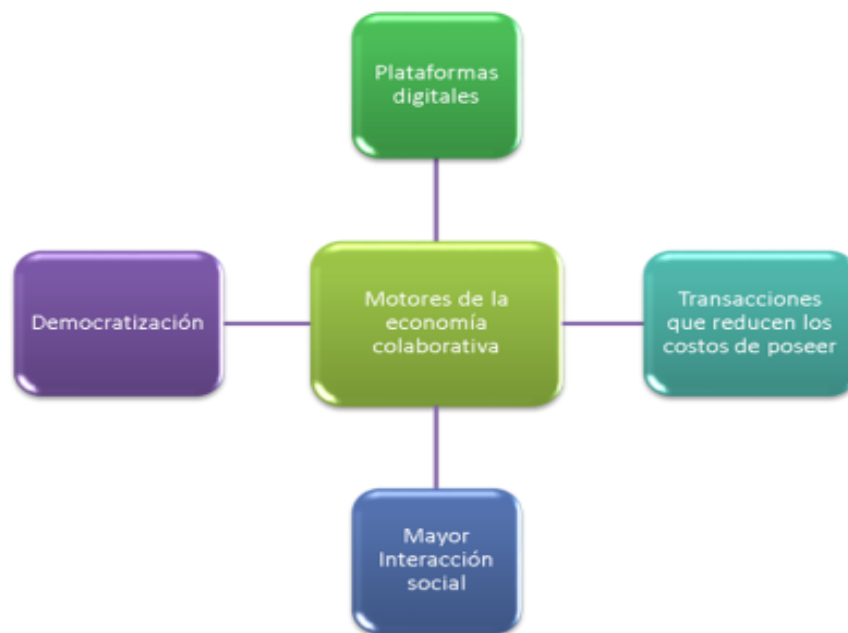 Plataformas
digitales
Democratización
Motores de la
economía
colaborativa
Transacciones
que reducen los
costos de poseer
Mayor
Interacción
social